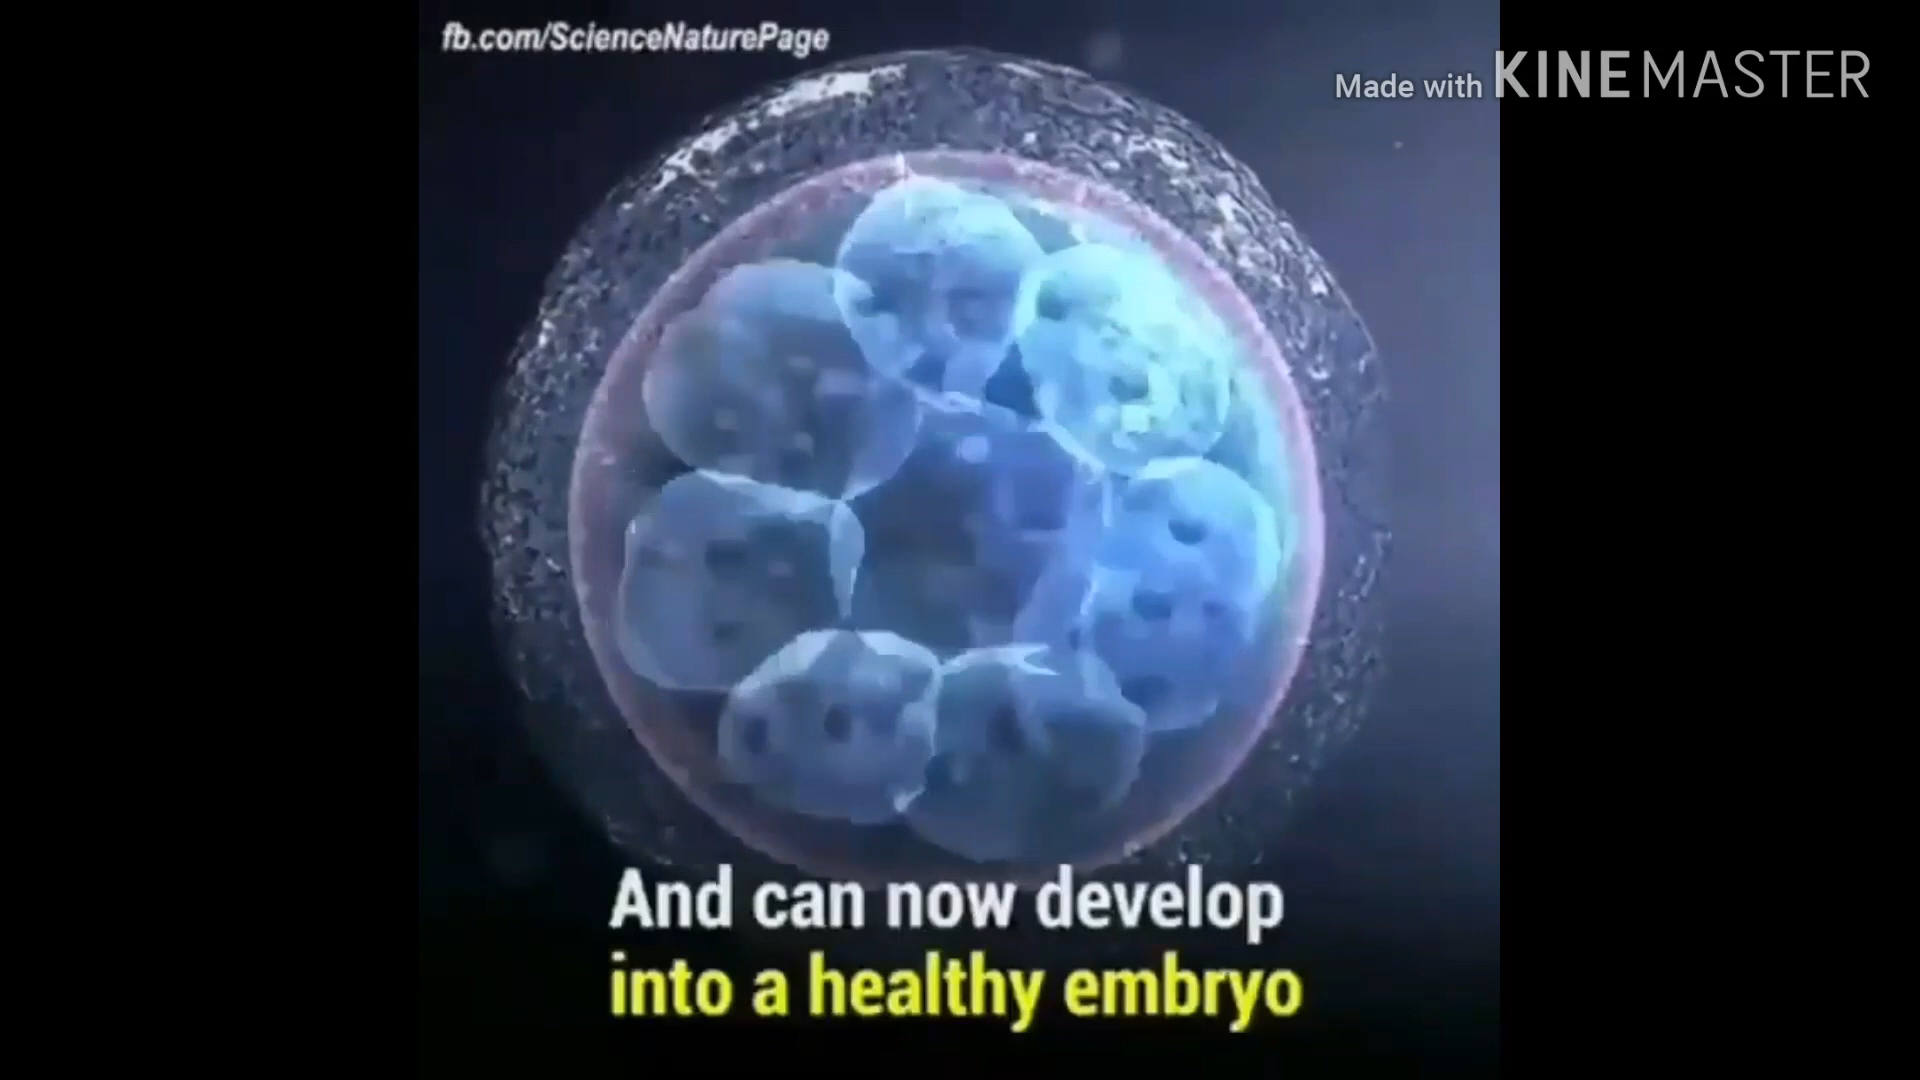 fb.com/ScienceNaturePage
Made with KINEMASTER
And can now develop
into a healthy embryo